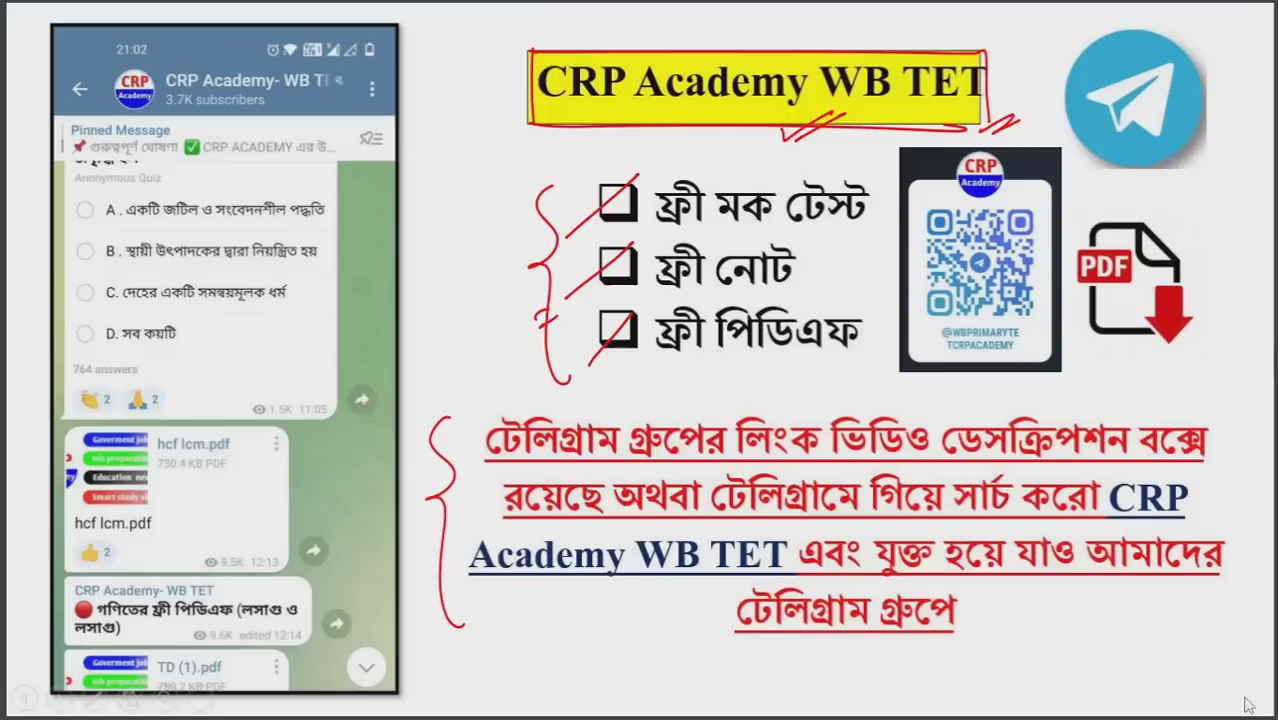 21:02
CRP Academy- WB T
3.7K subscribers
Pinned Message
📌 গুরুত্বপূর্ণ ঘোষণা ✅ CRP ACADEMY এর উ...
Anonymous Quiz
A . একটি জটিল ও সংবেদনশীল পদ্ধতি
B . স্থায়ী উৎপাদকের দ্বারা নিয়ন্ত্রিত হয়
C. দেহের একটি সমন্বয়মূলক ধর্ম
D. সব কয়টি
764 answers
👏 2 🙏 2
1.5K 11:05
hcf lcm.pdf
730.4 KB PDF
Education
hcf lcm.pdf
👍 2
9.5K 12:13
CRP Academy- WB TET
🔴 গণিতের ফ্রী পিডিএফ (লসাগু ও
লসাগু)
9.6K edited 12:14
TD (1).pdf
CRP Academy WB TET
ফ্রী মক টেস্ট
ফ্রী নোট
ফ্রী পিডিএফ
CRP
Academy
@WBPRIMARYTE
TCRPACADEMY
PDF
টেলিগ্রাম গ্রুপের লিংক ভিডিও ডেসক্রিপশন বক্সে
রয়েছে অথবা টেলিগ্রামে গিয়ে সার্চ করো CRP
Academy WB TET এবং যুক্ত হয়ে যাও আমাদের
টেলিগ্রাম গ্রুপে